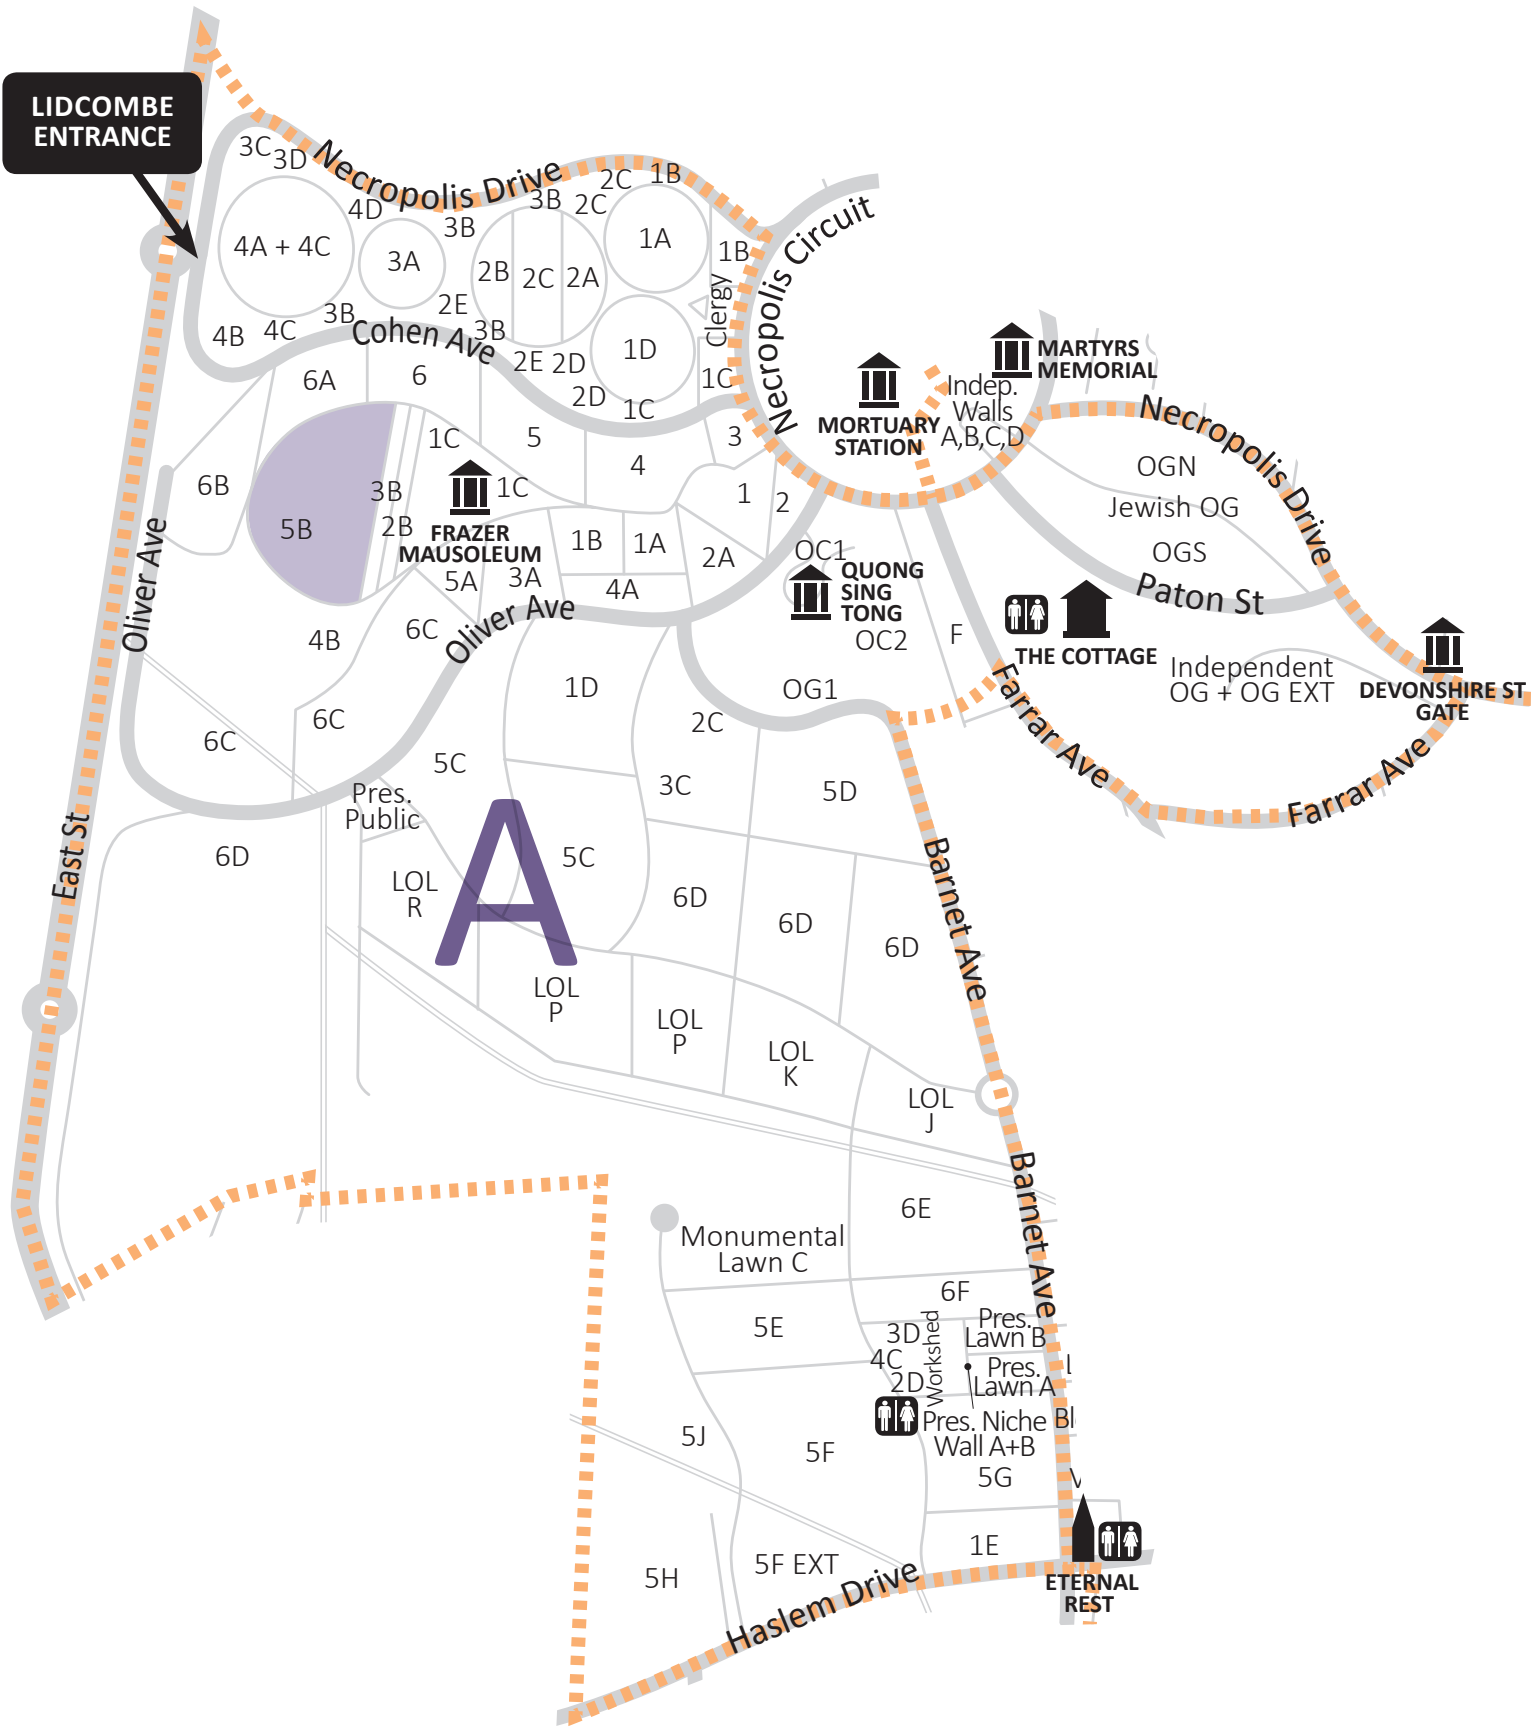 LIDCOMBE
ENTRANCE
Necropolis Drive
3C
3D
4D
3B
3B
2C
2C
1B
4A + 4C
3A
2B
2C
2A
1A
1B
Clergy
Necropolis Circuit
4B
4C
3B
2E
3B
Cohen Ave
2E
2D
1D
2D
1C
1C
MARTYRS
MEMORIAL
MORTUARY
STATION
Indep.
Walls
A,B,C,D
Necropolis Drive
OGN
Jewish OG
OGS
Paton St
6A
6
1C
5
4
3
6B
5B
3B
2B
1C
FRAZER
MAUSOLEUM
1
2
1B
1A
2A
5A
3A
4A
OC1
QUONG
SING
TONG
OC2
F
THE COTTAGE
Independent
OG + OG EXT
DEVONSHIRE ST
GATE
Farrar Ave
Farrar Ave
Oliver Ave
Oliver Ave
4B
6C
6C
6C
1D
OG1
2C
5C
3C
5D
Pres.
Public
East St
6D
LOL
R
A
5C
6D
6D
6D
Barnet Ave
LOL
P
LOL
P
LOL
K
LOL
J
Barnet Ave
6E
Monumental
Lawn C
6F
5E
3D
4C
2D
Workshed
Pres.
Lawn B
Pres.
Lawn A
Pres. Niche
Wall A+B
Bl
5J
5F
5G
1E
5H
5F EXT
Haslem Drive
ETERNAL
REST